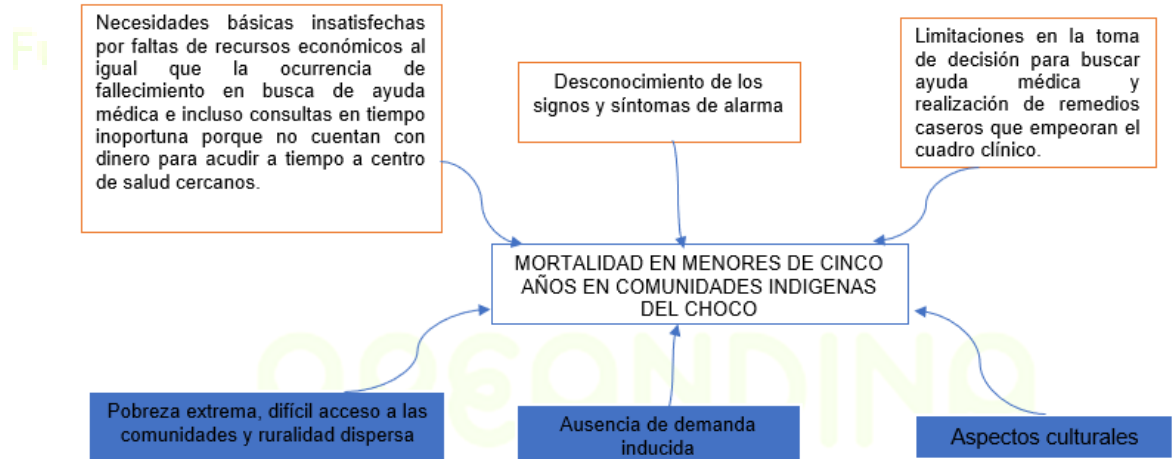 Necesidades básicas insatisfechas
por faltas de recursos económicos al
igual que la ocurrencia de
fallecimiento en busca de ayuda
médica e incluso consultas en tiempo
inoportuna porque no cuentan con
dinero para acudir a tiempo a centro
de salud cercanos.
Desconocimiento de los
signos y síntomas de alarma
Limitaciones en la toma
de decisión para buscar
ayuda médica y
realización de remedios
caseros que empeoran el
cuadro clínico.
MORTALIDAD EN MENORES DE CINCO
AÑOS EN COMUNIDADES INDIGENAS
DEL CHOCO
Pobreza extrema, difícil acceso a las
comunidades y ruralidad dispersa
Ausencia de demanda
inducida
Aspectos culturales